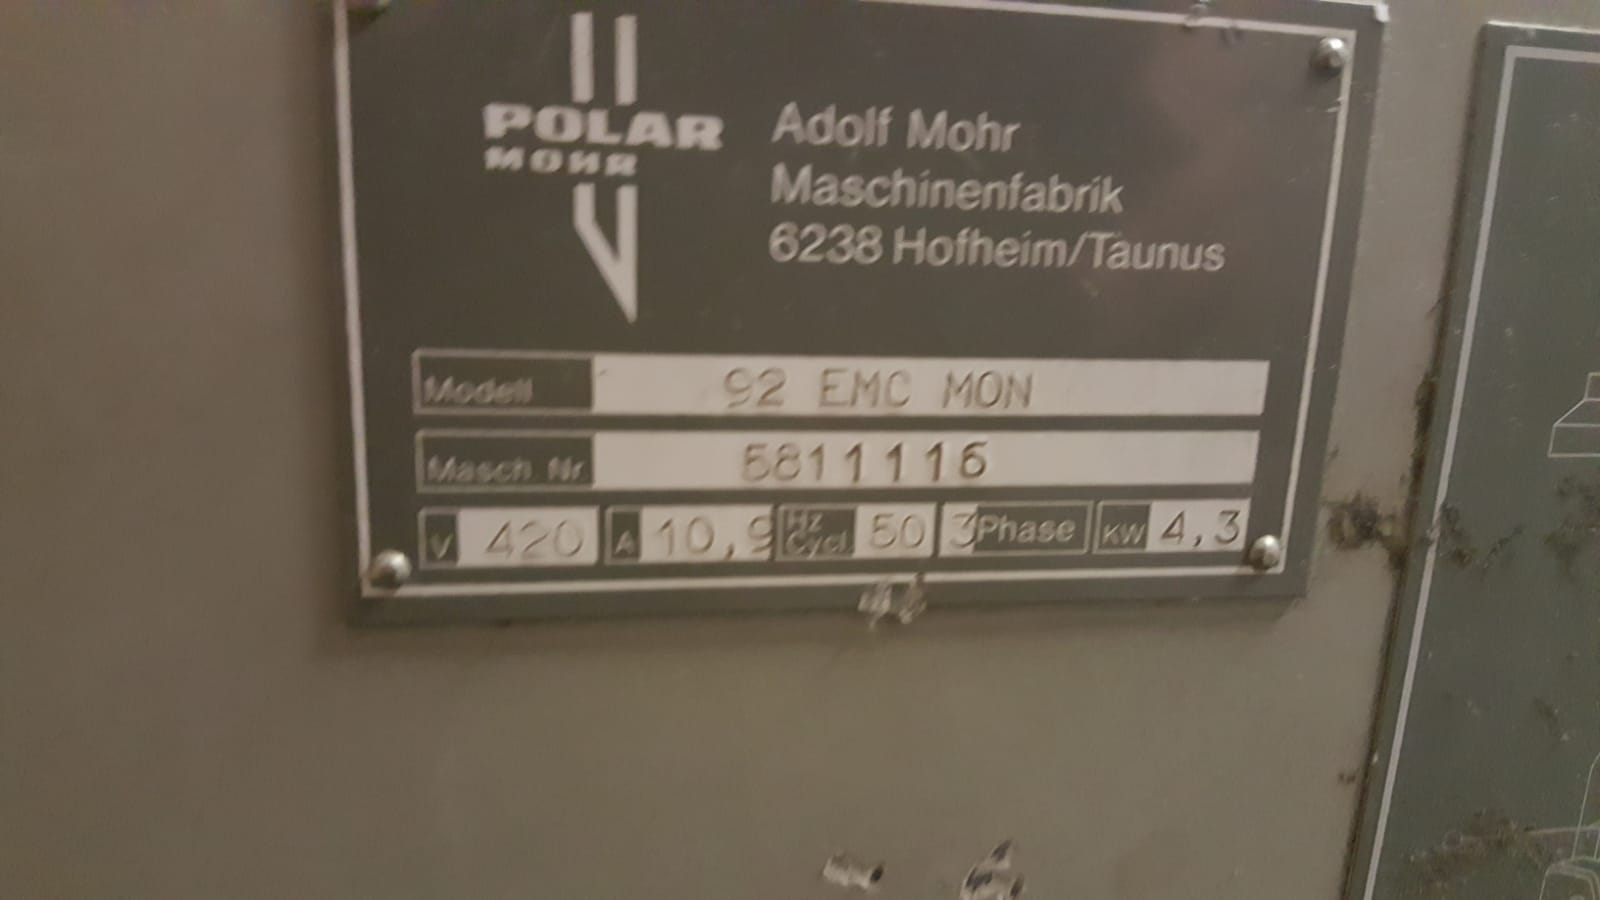 POLAR
MOHR
Adolf Mohr
Maschinenfabrik
6238 Hofheim/Taunus
Modell 92 EMC MON
Masch. Nr. 5811116
V 420 A 10,9 Hz Cycl. 50 3 Phase kW 4,3